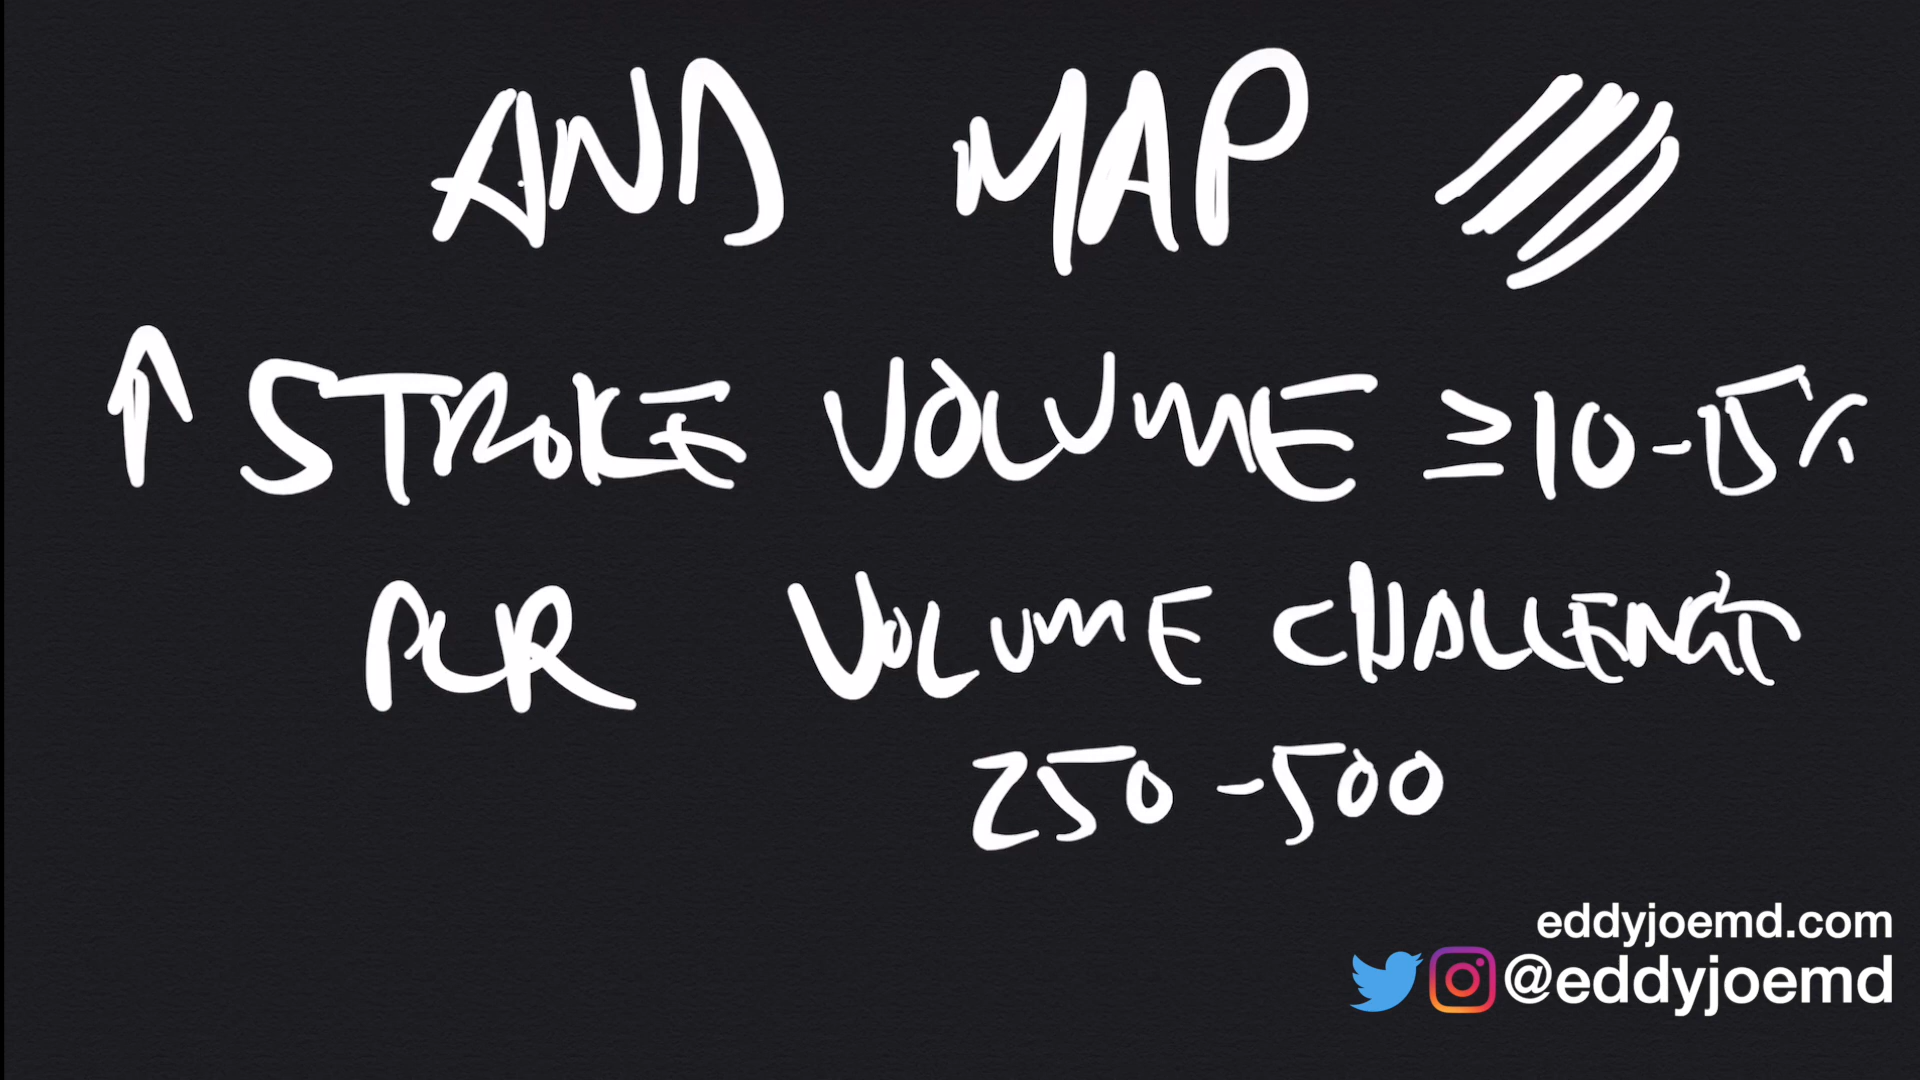 AND MAP
↑ STROKE VOLUME ≥ 10-15%
PLR VOLUME CHALLENGE
250-500
eddyjoemd.com
@eddyjoemd